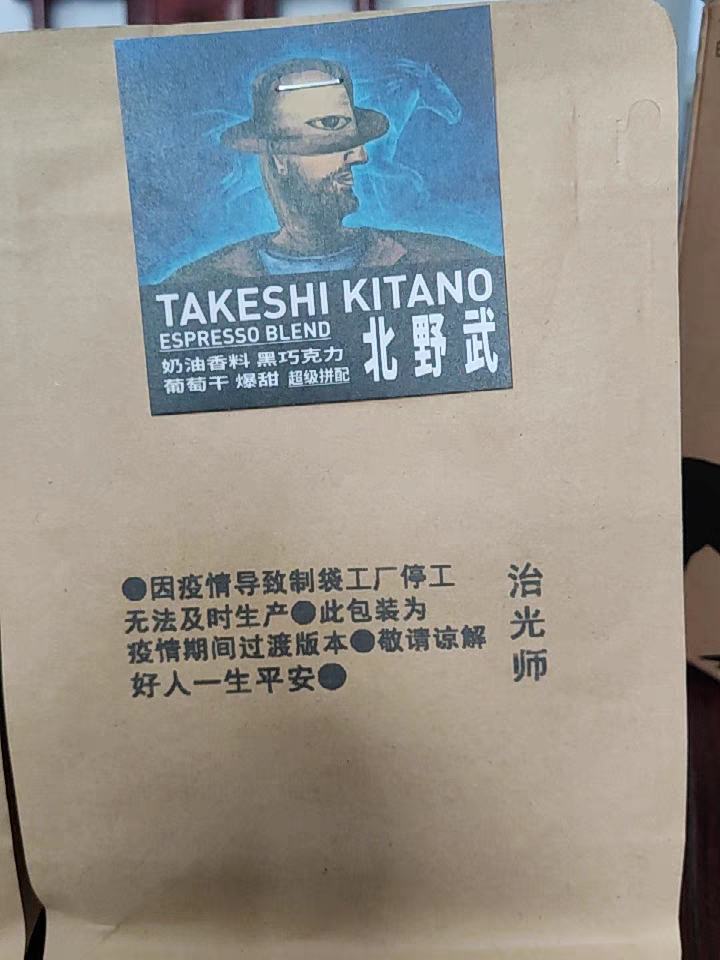 TAKESHI KITANO
ESPRESSO BLEND
奶油香料 黑巧克力
葡萄干 爆甜 超级拼配
北野武
●因疫情导致制袋工厂停工
无法及时生产●此包装为
疫情期间过渡版本●敬请谅解
好人一生平安●
治光师